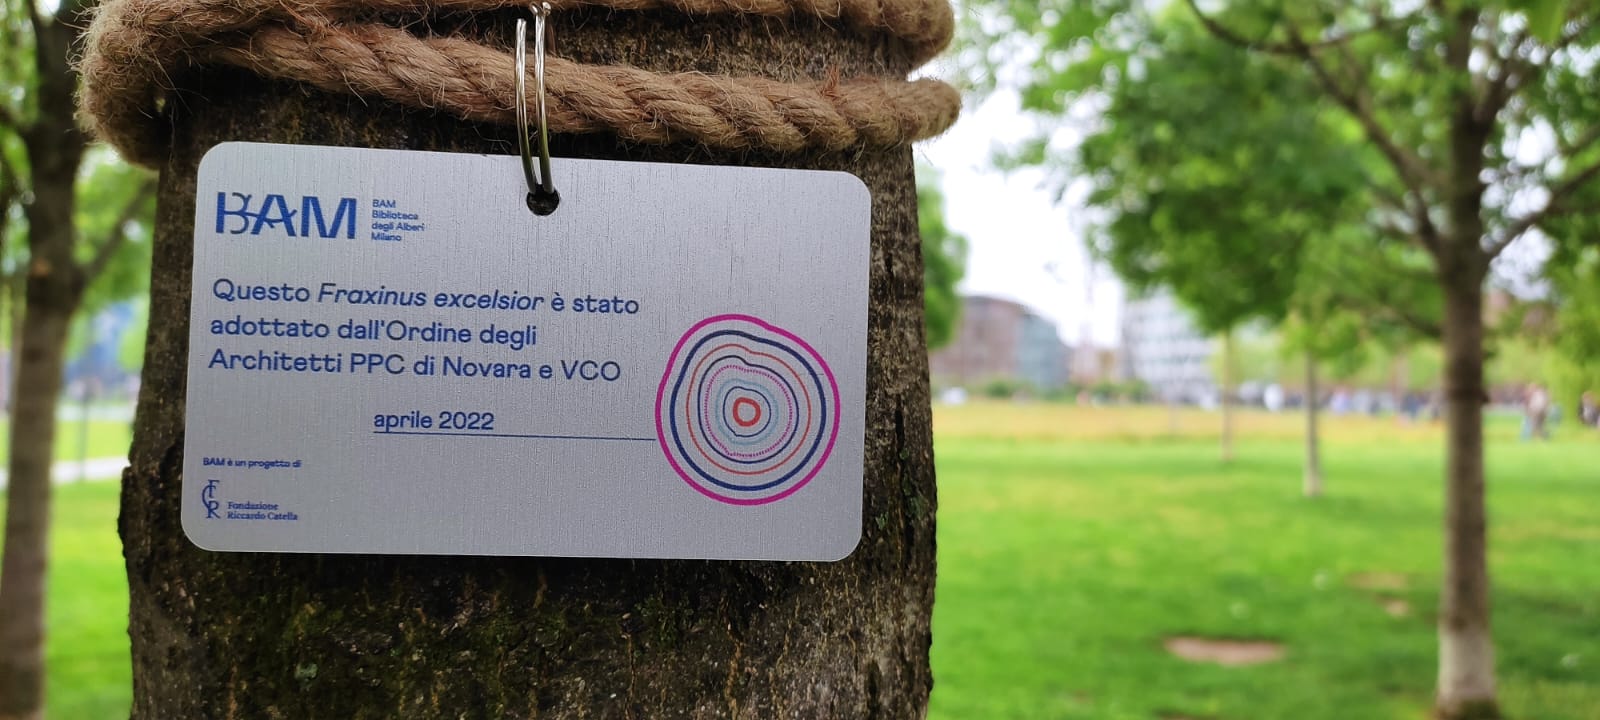 BAM
BAM
Biblioteca
degli Alberi
Milano
Questo Fraxinus excelsior è stato
adottato dall'Ordine degli
Architetti PPC di Novara e VCO
aprile 2022
BAM è un progetto di
FCR
Fondazione
Riccardo Catella